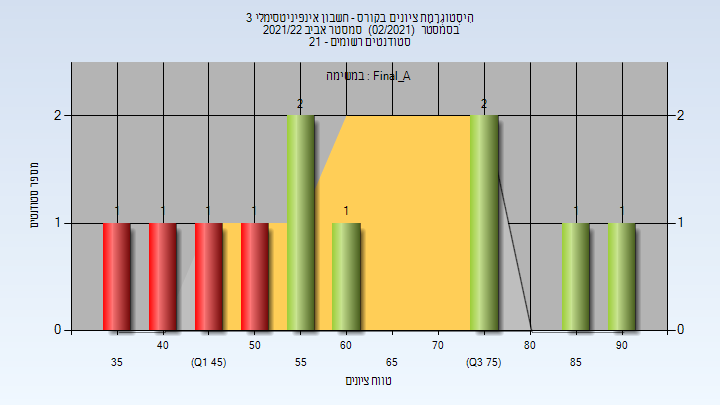 היסטוגרמת ציונים בקורס - חשבון אינפיניטסימלי 3
בסמסטר (02/2021) סמסטר אביב 2021/22
סטודנטים רשומים - 21
במשימה : Final_A
מספר סטודנטים
2 2
1 1
0 0
2 2
1 1 1 1 1 1 1
40 50 60 70 80 90
35 (Q1 45) 55 65 (Q3 75) 85
טווח ציונים